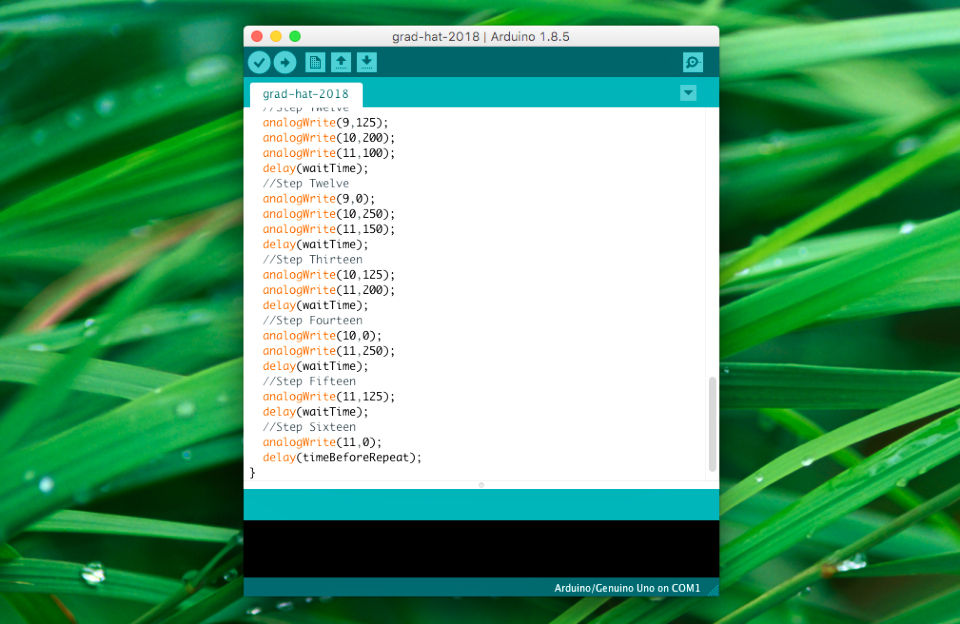 grad-hat-2018 | Arduino 1.8.5
grad-hat-2018
//Step Twelve
analogWrite(9,125);
analogWrite(10,200);
analogWrite(11,100);
delay(waitTime);
//Step Twelve
analogWrite(9,0);
analogWrite(10,250);
analogWrite(11,150);
delay(waitTime);
//Step Thirteen
analogWrite(10,125);
analogWrite(11,200);
delay(waitTime);
//Step Fourteen
analogWrite(10,0);
analogWrite(11,250);
delay(waitTime);
//Step Fifteen
analogWrite(11,125);
delay(waitTime);
//Step Sixteen
analogWrite(11,0);
delay(timeBeforeRepeat);
}
Arduino/Genuino Uno on COM1